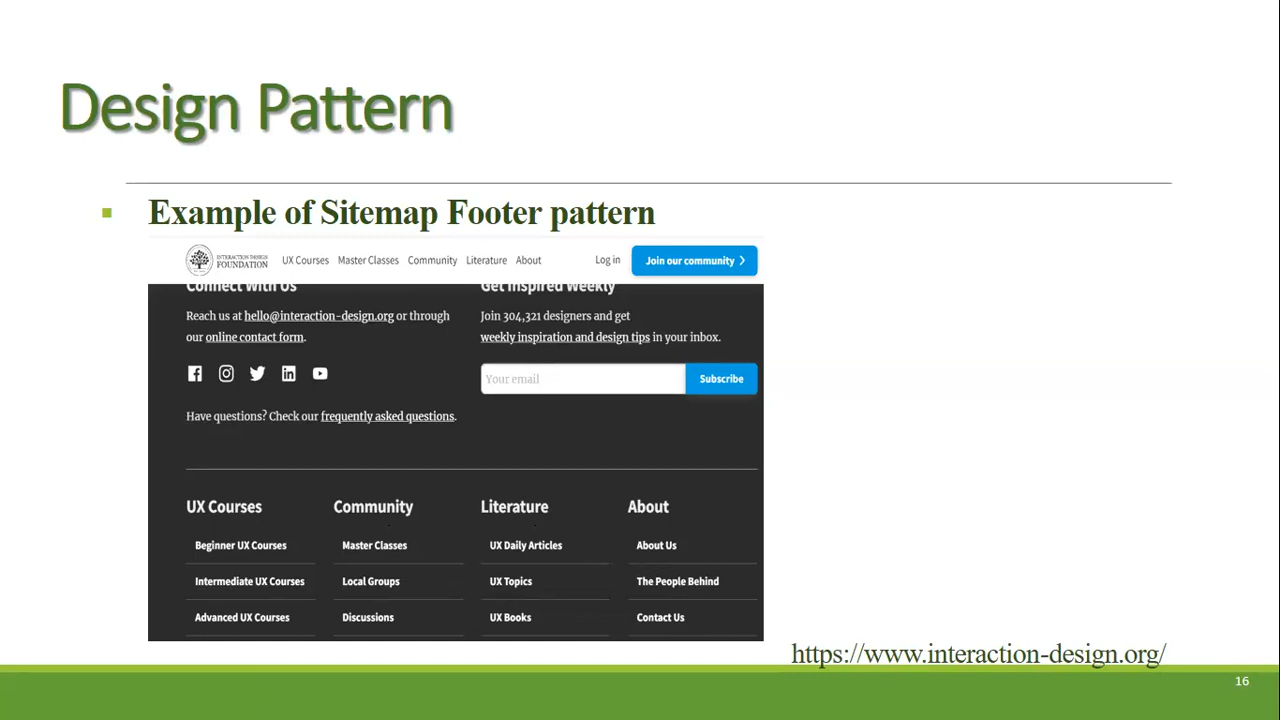 Design Pattern
Example of Sitemap Footer pattern
INTERACTION DESIGN
FOUNDATION
UX Courses Master Classes Community Literature About Log in Join our community
Connect With Us Get Inspired Weekly
Reach us at hello@interaction-design.org or through
our online contact form.
Join 304,321 designers and get
weekly inspiration and design tips in your inbox.
Your email Subscribe
Have questions? Check our frequently asked questions.
UX Courses Community Literature About
Beginner UX Courses Master Classes UX Daily Articles About Us
Intermediate UX Courses Local Groups UX Topics The People Behind
Advanced UX Courses Discussions UX Books Contact Us
https://www.interaction-design.org/
16